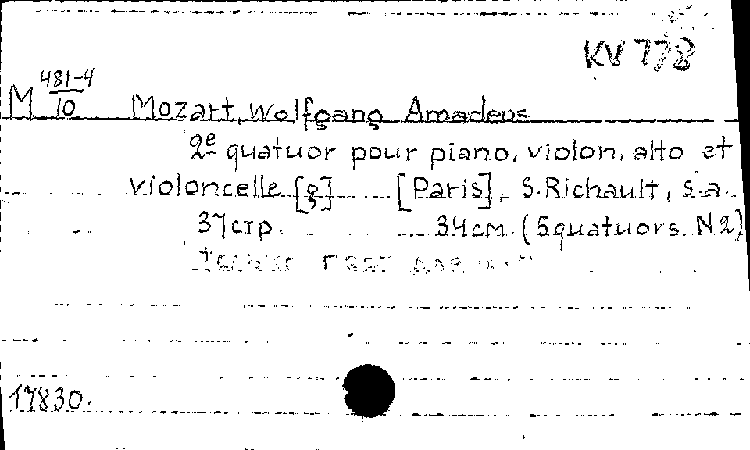 KV 778
M 481-4/10 Mozart, Wolfgang Amadeus
2e quatuor pour piano, violon, alto et
violoncelle [g] [Paris], S. Richault, s.a.
37 стр. 34 см. (5 quatuors N 2)
17830.